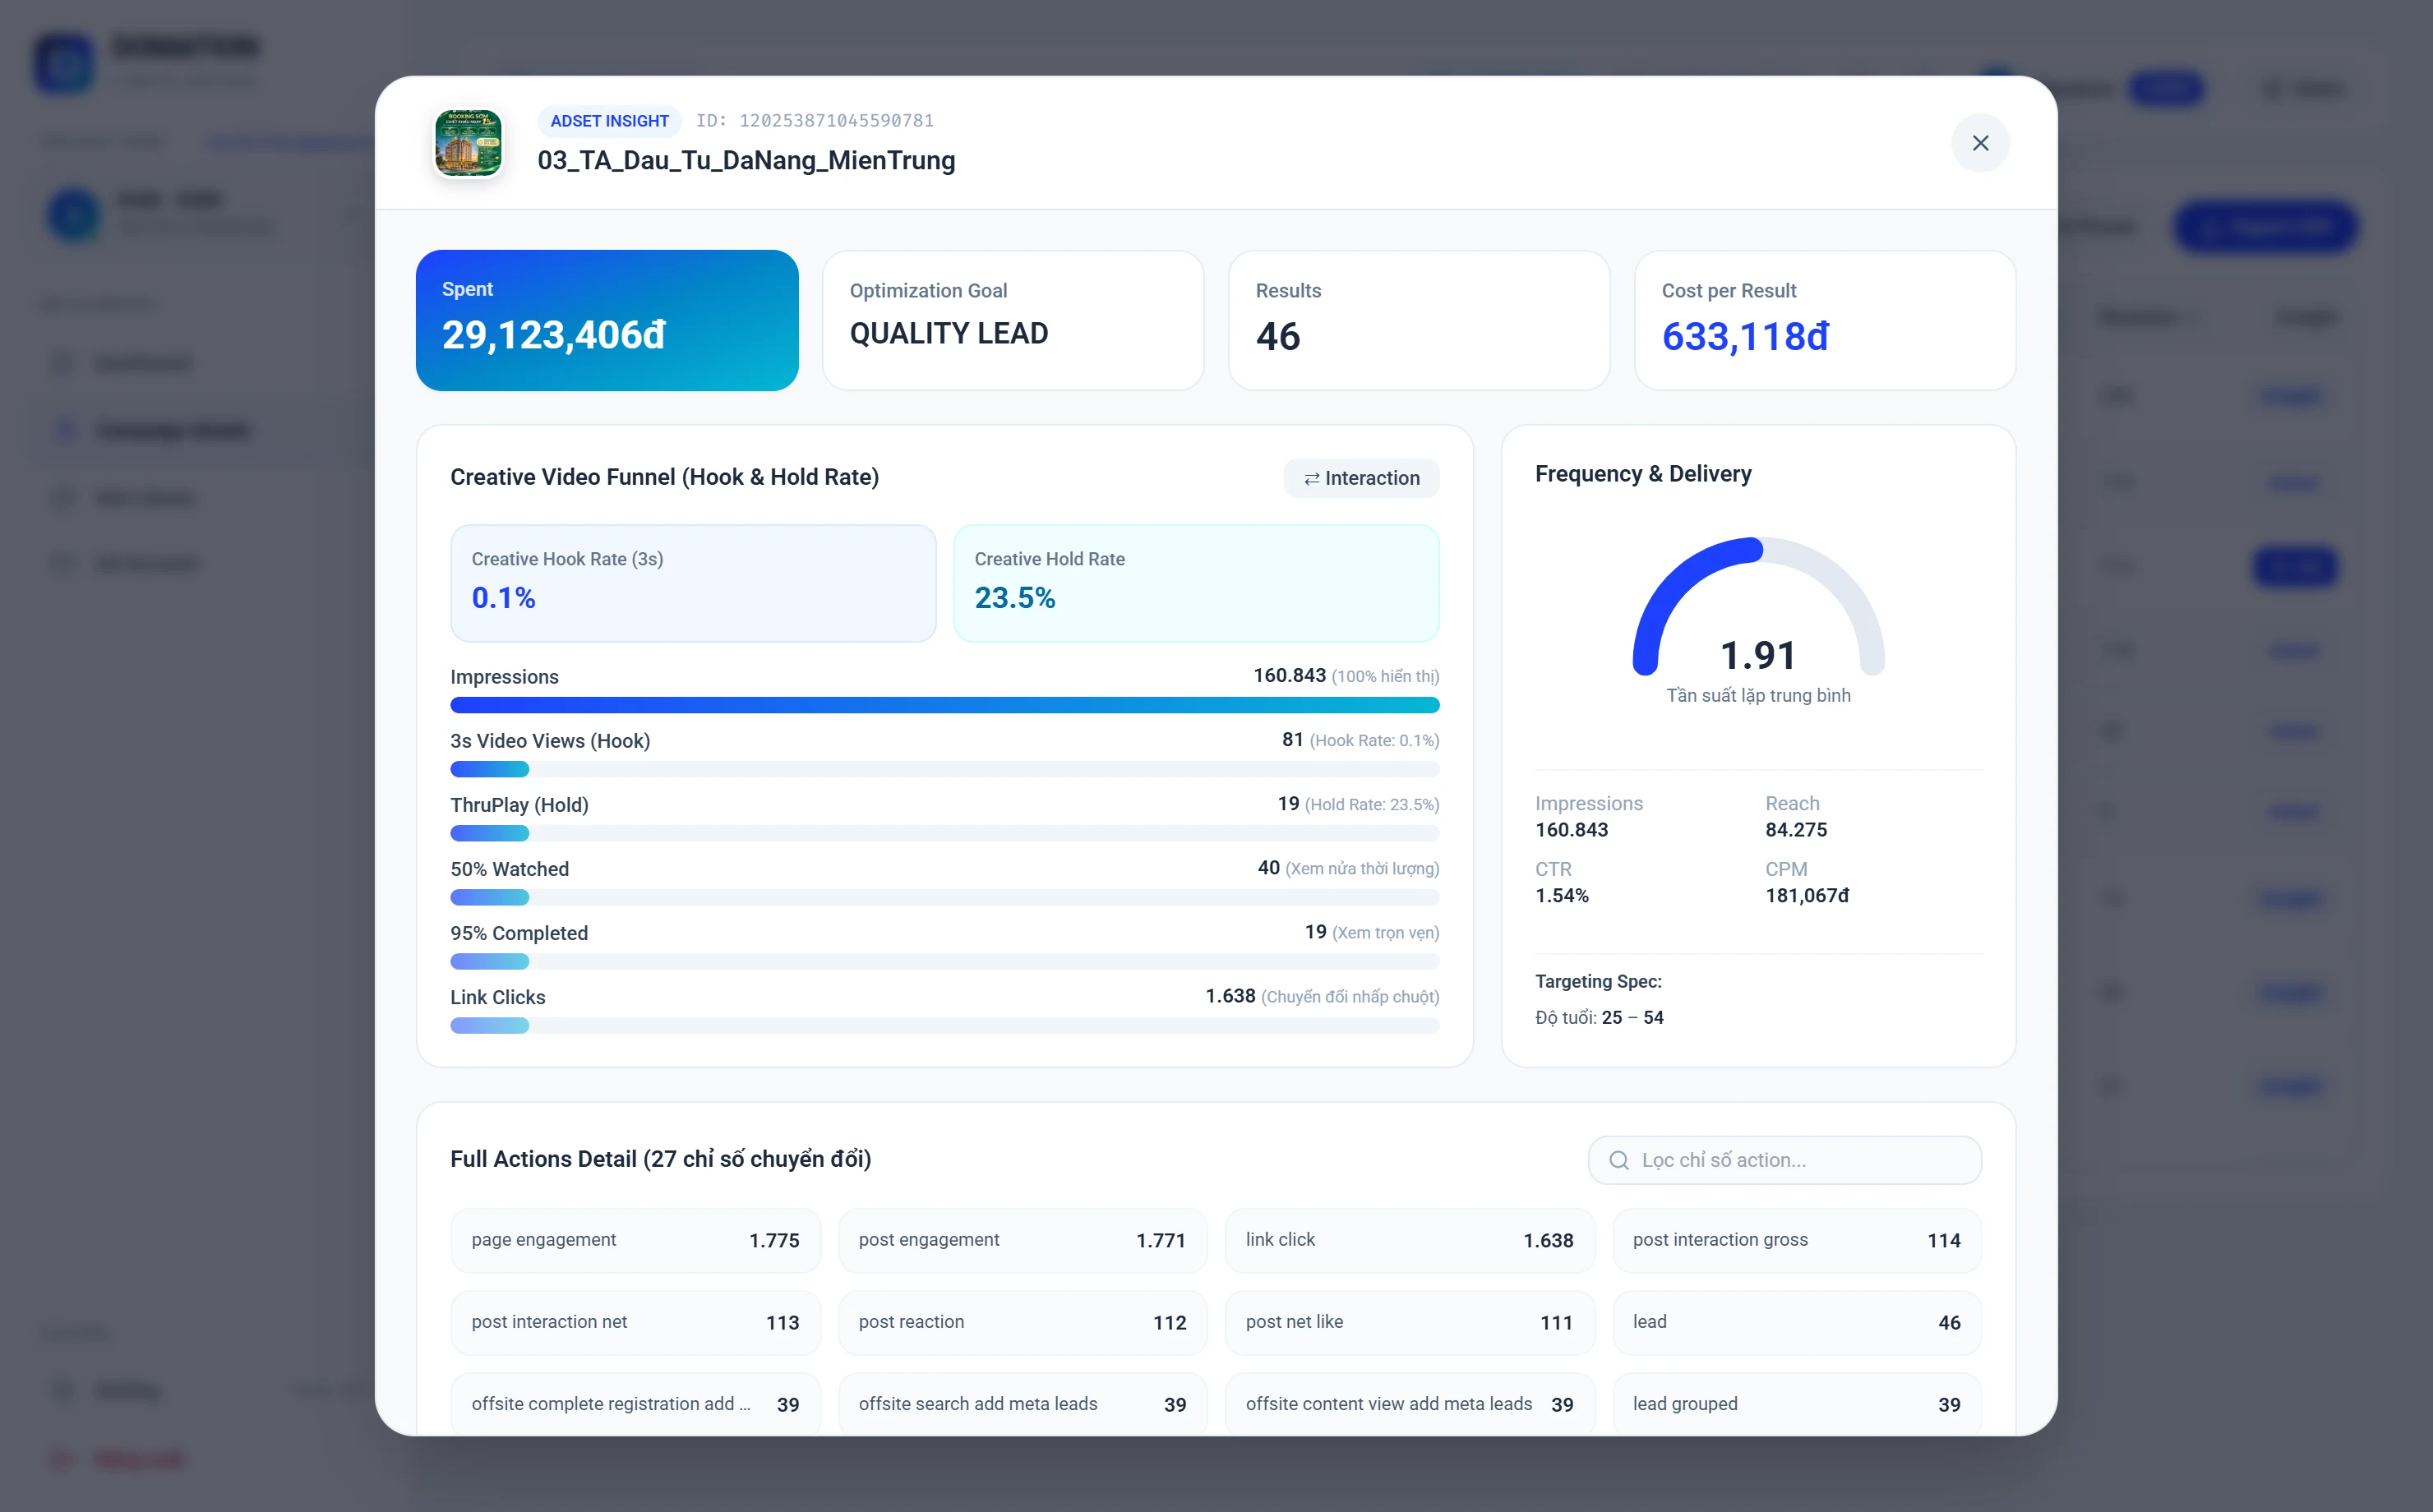 BOOKING SỚM
ADSET INSIGHT ID: 120253871045590781
03_TA_Dau_Tu_DaNang_MienTrung
Spent
29,123,406đ
Optimization Goal
QUALITY LEAD
Results
46
Cost per Result
633,118đ
Creative Video Funnel (Hook & Hold Rate)
⇄ Interaction
Creative Hook Rate (3s)
0.1%
Creative Hold Rate
23.5%
Impressions 160.843 (100% hiển thị)
3s Video Views (Hook) 81 (Hook Rate: 0.1%)
ThruPlay (Hold) 19 (Hold Rate: 23.5%)
50% Watched 40 (Xem nửa thời lượng)
95% Completed 19 (Xem trọn vẹn)
Link Clicks 1.638 (Chuyển đổi nhấp chuột)
Frequency & Delivery
1.91
Tần suất lặp trung bình
Impressions Reach
160.843 84.275
CTR CPM
1.54% 181,067đ
Targeting Spec:
Độ tuổi: 25 – 54
Full Actions Detail (27 chỉ số chuyển đổi)
Lọc chỉ số action...
page engagement 1.775
post engagement 1.771
link click 1.638
post interaction gross 114
post interaction net 113
post reaction 112
post net like 111
lead 46
offsite complete registration add ... 39
offsite search add meta leads 39
offsite content view add meta leads 39
lead grouped 39